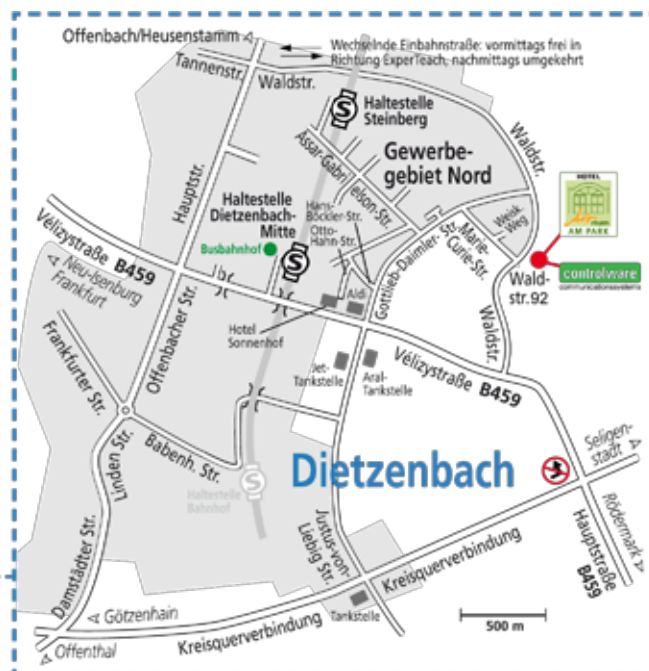 Offenbach/Heusenstamm
Wechselnde Einbahnstraße: vormittags frei in
Richtung ExperTeach, nachmittags umgekehrt
Tannenstr.
Waldstr.
Haltestelle
Steinberg
Waldstr.
Assar-Gabrielson-Str.
Gewerbe-
gebiet Nord
HOTEL
AM PARK
Hauptstr.
Haltestelle
Dietzenbach-
Mitte
Hans-
Böckler-Str.
Otto-
Hahn-Str.
Weisk.
Weg
Busbahnhof
Vélizystraße B459
Gottlieb-Daimler-Str.
Marie-
Curie-Str.
Wald-
str.92
controlware
communicationsystems
Neu-Isenburg
Frankfurt
Aldi
Hotel
Sonnenhof
Waldstr.
Offenbacher Str.
Frankfurter Str.
Jet-
Tankstelle
Aral-
Tankstelle
Vélizystraße B459
Linden Str.
Babenh. Str.
Dietzenbach
Seligen-
stadt
Haltestelle
Bahnhof
Rödermark
Hauptstraße
B459
Justus-von-
Liebig Str.
Kreisquerverbindung
Damstädter Str.
Götzenhain
Tankstelle
Offenthal
Kreisquerverbindung
500 m